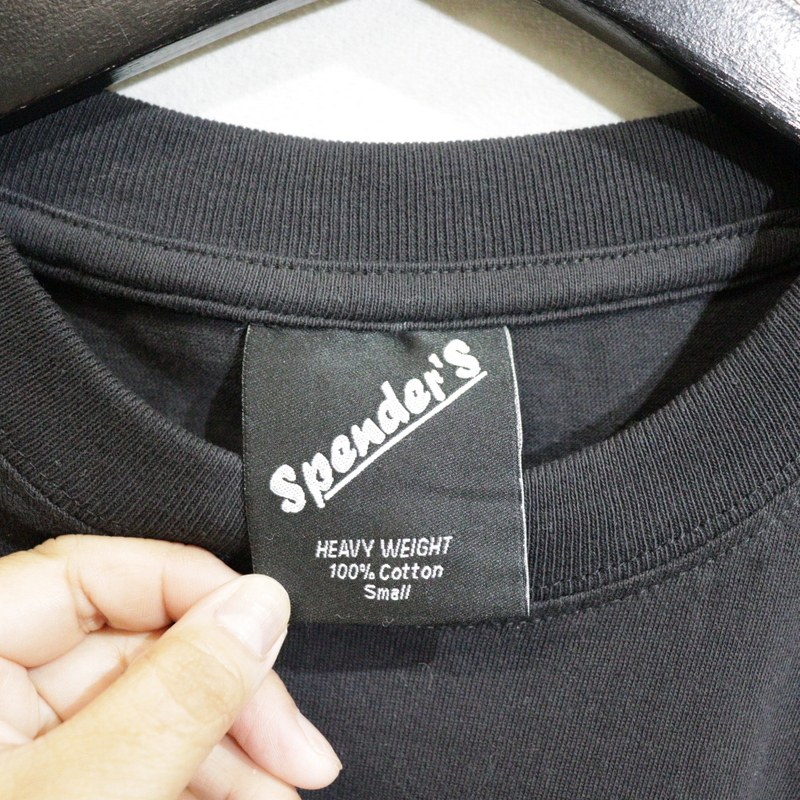 Spender's
HEAVY WEIGHT
100% Cotton
Small